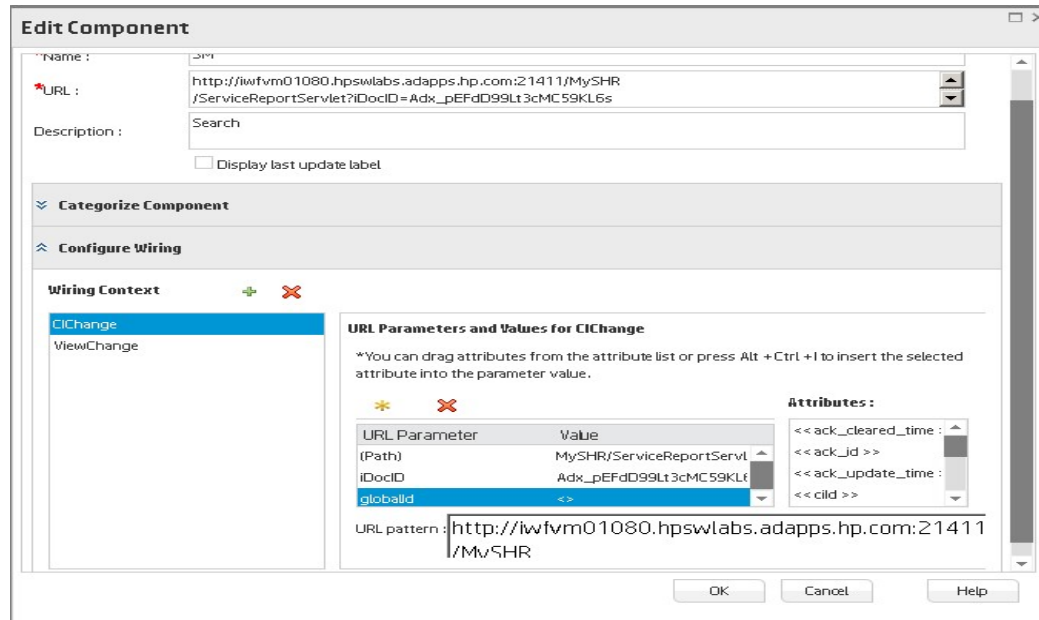 Edit Component
*Name :
SM
*URL :
http://iwfvm01080.hpswlabs.adapps.hp.com:21411/MySHR
/ServiceReportServlet?iDocID=Adx_pEFdD99Lt3cMC59KL6s
Description :
Search
Display last update label
Categorize Component
Configure Wiring
Wiring Context
CIChange
ViewChange
URL Parameters and Values for CIChange
*You can drag attributes from the attribute list or press Alt +Ctrl +I to insert the selected
attribute into the parameter value.
Attributes :
URL Parameter Value
(Path) MySHR/ServiceReportServl
iDocID Adx_pEFdD99Lt3cMC59KL6
globalId <>
<<ack_cleared_time :
<<ack_id >>
<<ack_update_time :
<<ciId >>
URL pattern : http://iwfvm01080.hpswlabs.adapps.hp.com:21411
/MySHR
OK Cancel Help